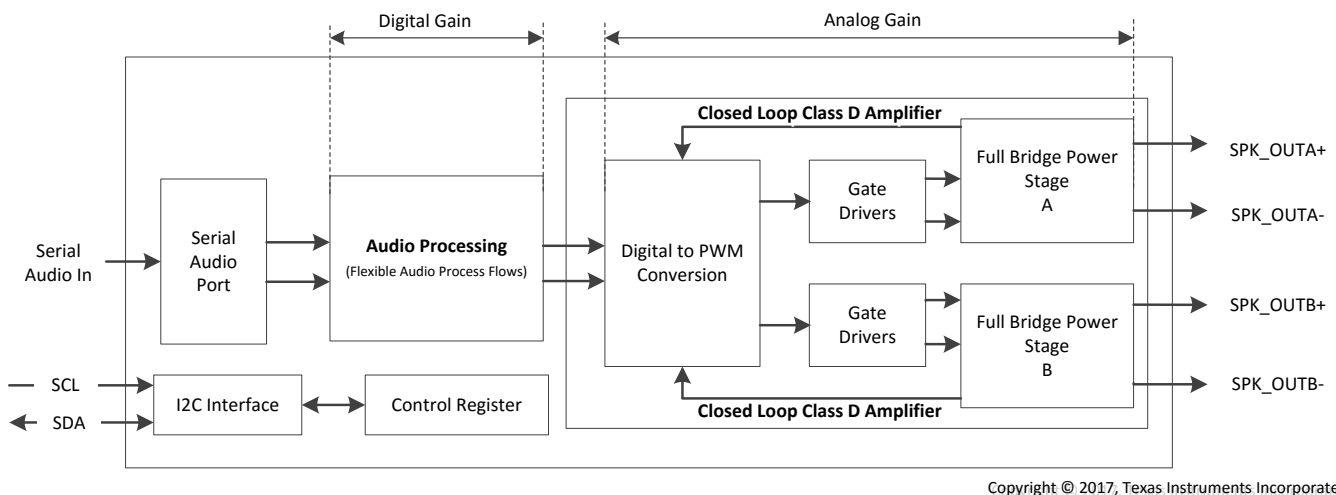 Digital Gain
Analog Gain
Closed Loop Class D Amplifier
Serial
Audio In
Serial
Audio
Port
Audio Processing
(Flexible Audio Process Flows)
Digital to PWM
Conversion
Gate
Drivers
Full Bridge Power
Stage
A
SPK_OUTA+
SPK_OUTA-
Gate
Drivers
Full Bridge Power
Stage
B
SPK_OUTB+
SPK_OUTB-
Closed Loop Class D Amplifier
SCL
SDA
I2C Interface
Control Register
Copyright © 2017, Texas Instruments Incorporate